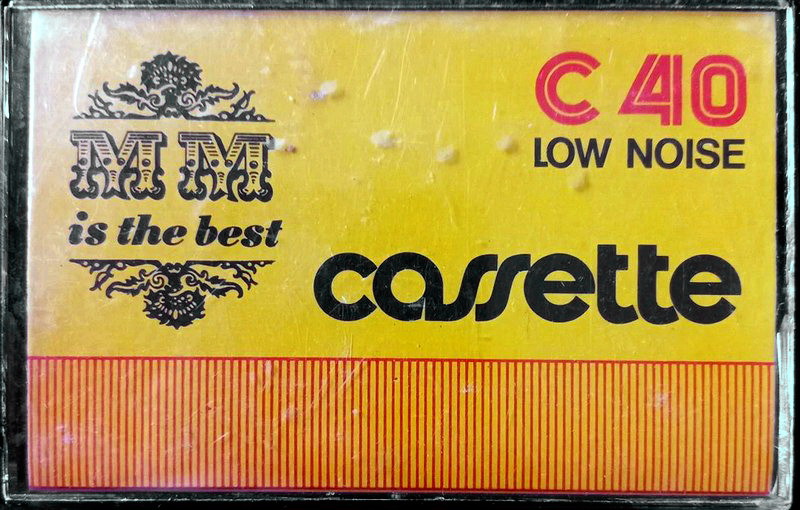 MM
is the best
C 40
LOW NOISE
cassette